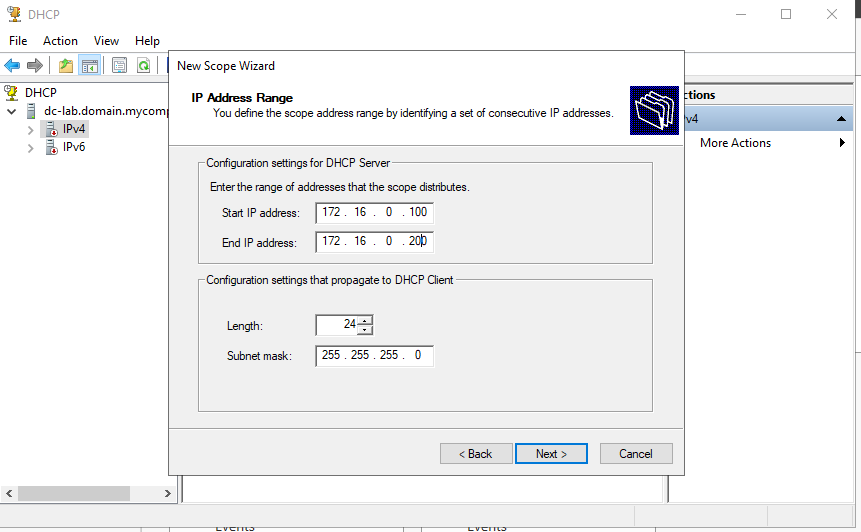 DHCP
File Action View Help
DHCP
dc-lab.domain.mycomp
IPv4
IPv6
New Scope Wizard
IP Address Range
You define the scope address range by identifying a set of consecutive IP addresses.
Configuration settings for DHCP Server
Enter the range of addresses that the scope distributes.
Start IP address: 172 . 16 . 0 . 100
End IP address: 172 . 16 . 0 . 200
Configuration settings that propagate to DHCP Client
Length: 24
Subnet mask: 255 . 255 . 255 . 0
< Back Next > Cancel
ctions
v4
More Actions
Events Events